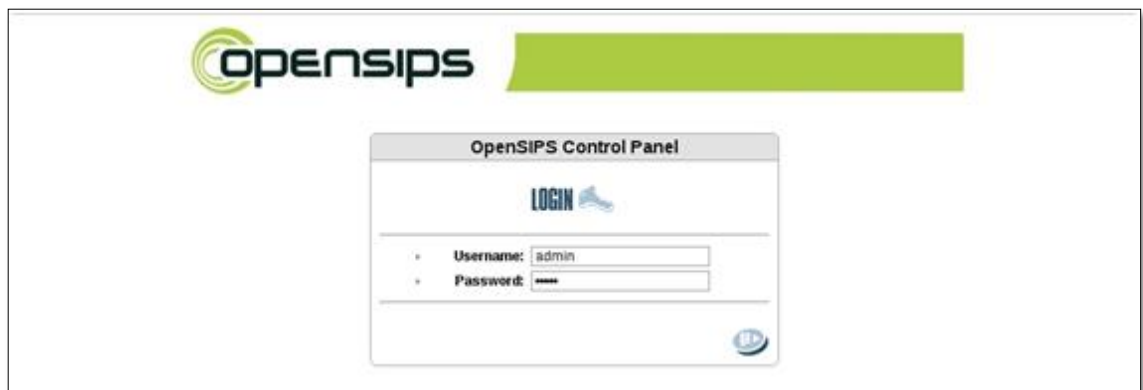 opensips
OpenSIPS Control Panel
LOGIN
Username: admin
Password: •••••